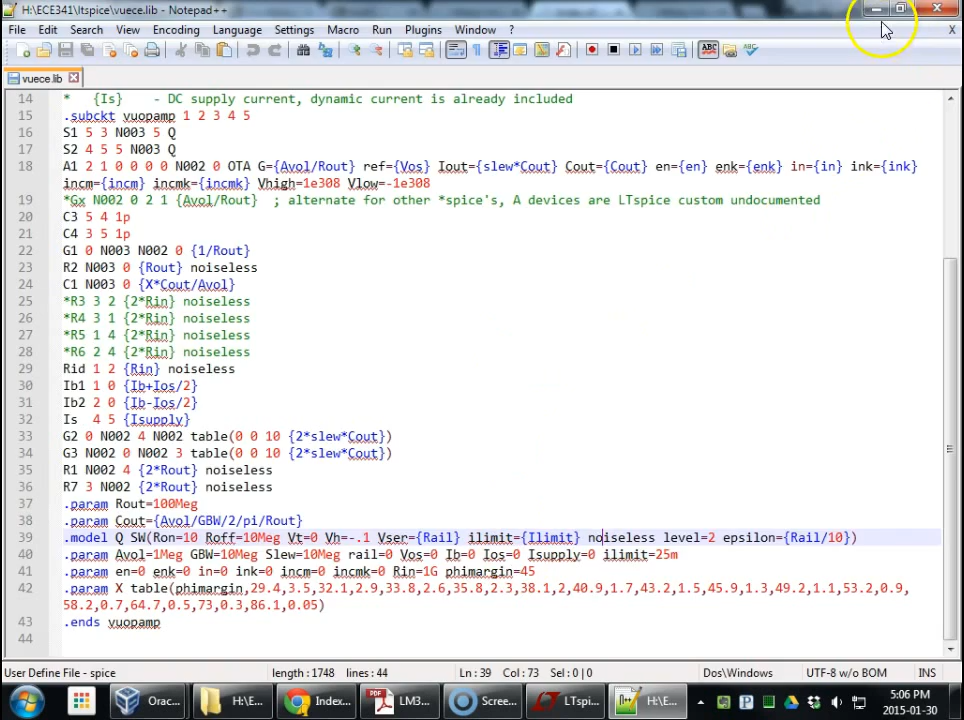 H:\ECE341\ltspice\vuece.lib - Notepad++
File Edit Search View Encoding Language Settings Macro Run Plugins Window ? X
vuece.lib
14 * {Is} - DC supply current, dynamic current is already included
15 .subckt vuopamp 1 2 3 4 5
16 S1 5 3 N003 5 Q
17 S2 4 5 5 N003 Q
18 A1 2 1 0 0 0 0 N002 0 OTA G={Avol/Rout} ref={Vos} Iout={slew*Cout} Cout={Cout} en={en} enk={enk} in={in} ink={ink}
incm={incm} incmk={incmk} Vhigh=1e308 Vlow=-1e308
19 *Gx N002 0 2 1 {Avol/Rout} ; alternate for other *spice's, A devices are LTspice custom undocumented
20 C3 5 4 1p
21 C4 3 5 1p
22 G1 0 N003 N002 0 {1/Rout}
23 R2 N003 0 {Rout} noiseless
24 C1 N003 0 {X*Cout/Avol}
25 *R3 3 2 {2*Rin} noiseless
26 *R4 3 1 {2*Rin} noiseless
27 *R5 1 4 {2*Rin} noiseless
28 *R6 2 4 {2*Rin} noiseless
29 Rid 1 2 {Rin} noiseless
30 Ib1 1 0 {Ib+Ios/2}
31 Ib2 2 0 {Ib-Ios/2}
32 Is 4 5 {Isupply}
33 G2 0 N002 4 N002 table(0 0 10 {2*slew*Cout})
34 G3 N002 0 N002 3 table(0 0 10 {2*slew*Cout})
35 R1 N002 4 {2*Rout} noiseless
36 R7 3 N002 {2*Rout} noiseless
37 .param Rout=100Meg
38 .param Cout={Avol/GBW/2/pi/Rout}
39 .model Q SW(Ron=10 Roff=10Meg Vt=0 Vh=-.1 Vser={Rail} ilimit={Ilimit} noiseless level=2 epsilon={Rail/10})
40 .param Avol=1Meg GBW=10Meg Slew=10Meg rail=0 Vos=0 Ib=0 Ios=0 Isupply=0 ilimit=25m
41 .param en=0 enk=0 in=0 ink=0 incm=0 incmk=0 Rin=1G phimargin=45
42 .param X table(phimargin,29.4,3.5,32.1,2.9,33.8,2.6,35.8,2.3,38.1,2,40.9,1.7,43.2,1.5,45.9,1.3,49.2,1.1,53.2,0.9,
58.2,0.7,64.7,0.5,73,0.3,86.1,0.05)
43 .ends vuopamp
44
User Define File - spice length : 1748 lines : 44 Ln : 39 Col : 73 Sel : 0 | 0 Dos\Windows UTF-8 w/o BOM INS
Orac... H:\E... Index... LM3... Scree... LTspi... H:\E... 5:06 PM
2015-01-30